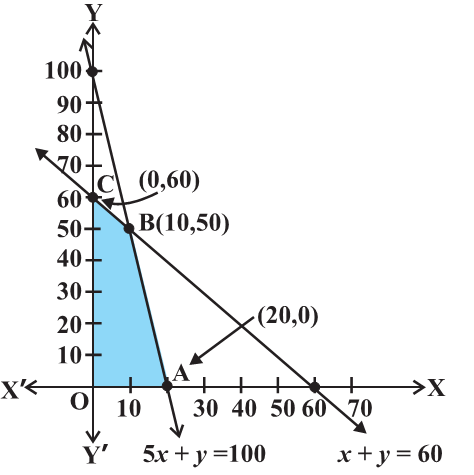 Y
100
90
80
70
C
(0,60)
60
B(10,50)
50
40
30
20
(20,0)
10
A
X′
X
O
10
30
40
50
60
70
Y′
5x + y =100
x + y = 60